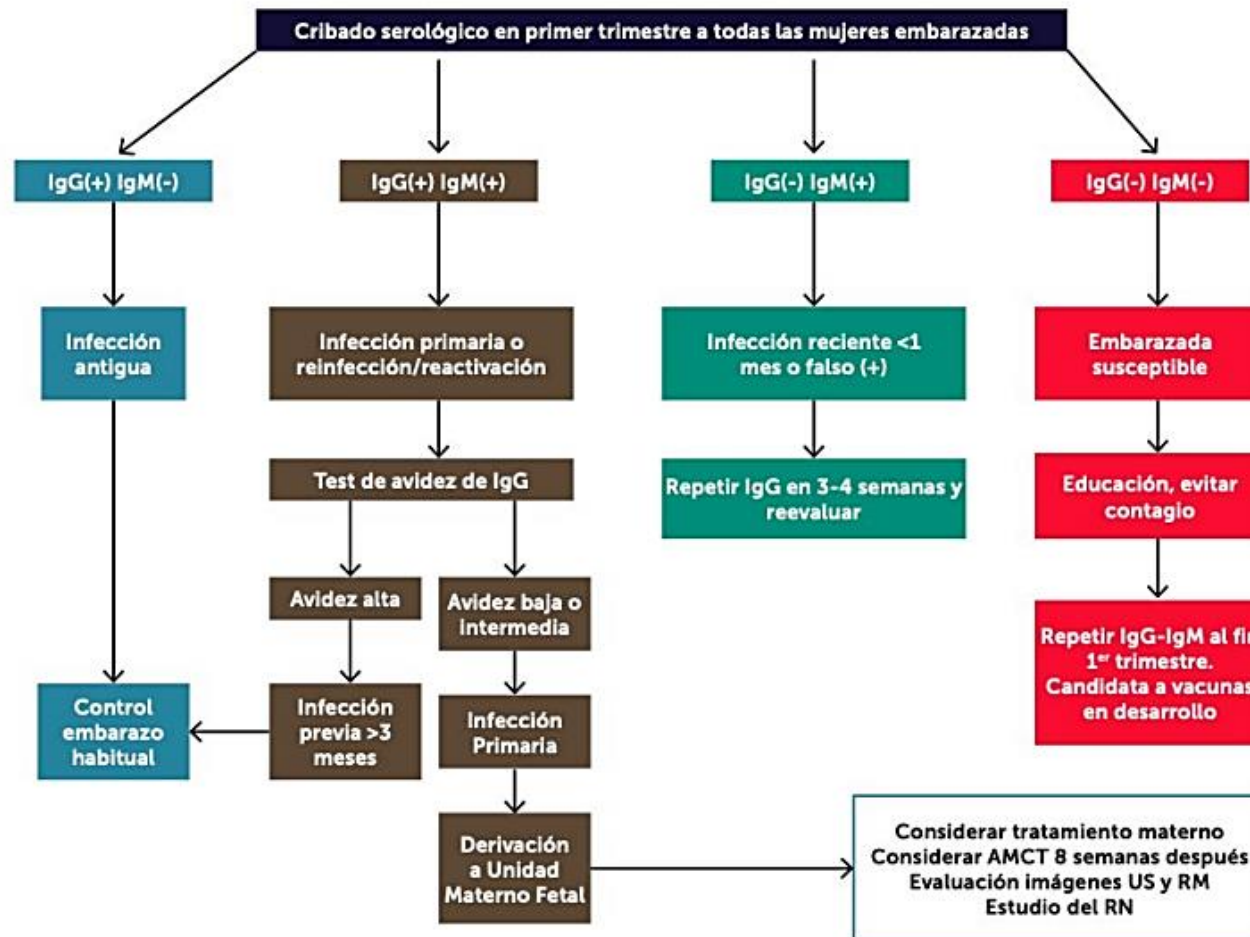 Cribado serológico en primer trimestre a todas las mujeres embarazadas
IgG(+) IgM(-)
IgG(+) IgM(+)
IgG(-) IgM(+)
IgG(-) IgM(-)
Infección
antigua
Infección primaria o
reinfección/reactivación
Infección reciente <1
mes o falso (+)
Embarazada
susceptible
Test de avidez de IgG
Repetir IgG en 3-4 semanas y
reevaluar
Educación, evitar
contagio
Avidez alta
Avidez baja o
intermedia
Repetir IgG-IgM al fin
1er trimestre.
Candidata a vacunas
en desarrollo
Control
embarazo
habitual
Infección
previa >3
meses
Infección
Primaria
Derivación
a Unidad
Materno Fetal
Considerar tratamiento materno
Considerar AMCT 8 semanas después
Evaluación imágenes US y RM
Estudio del RN